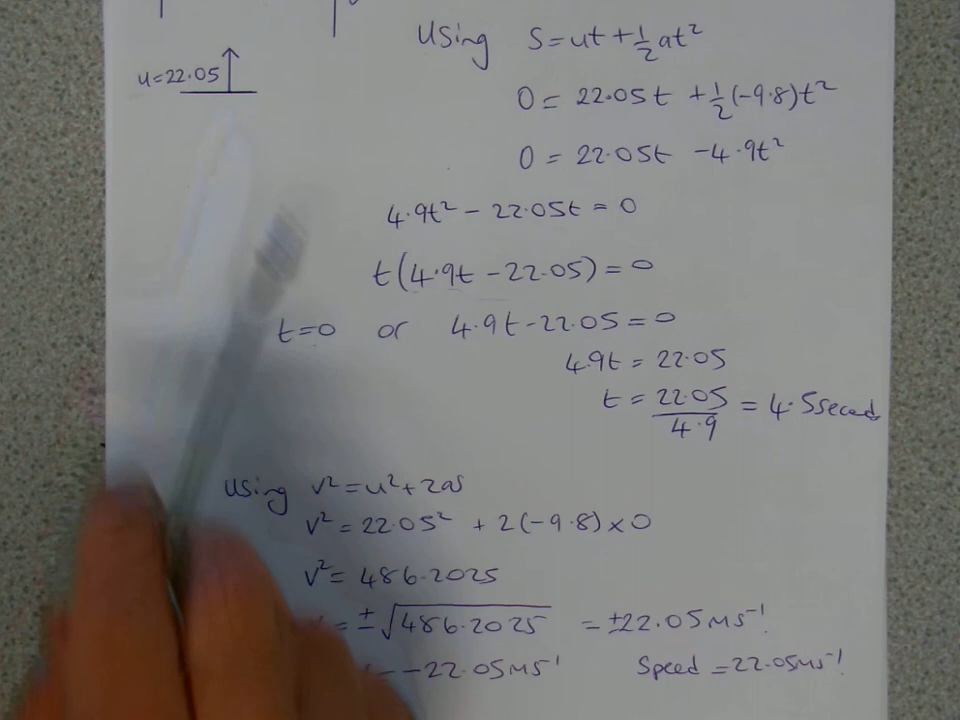 Using s=ut+½at²
u=22.05
0 = 22.05t +½(-9.8)t²
0 = 22.05t -4.9t²
4.9t² - 22.05t = 0
t(4.9t - 22.05) = 0
t=0 or 4.9t-22.05=0
4.9t = 22.05
t = 22.05/4.9 = 4.5seconds
Using v²=u²+2as
v² = 22.05² + 2(-9.8)×0
v² = 486.2025
= ±√486.2025 = ±22.05ms⁻¹
-22.05ms⁻¹ Speed = 22.05ms⁻¹